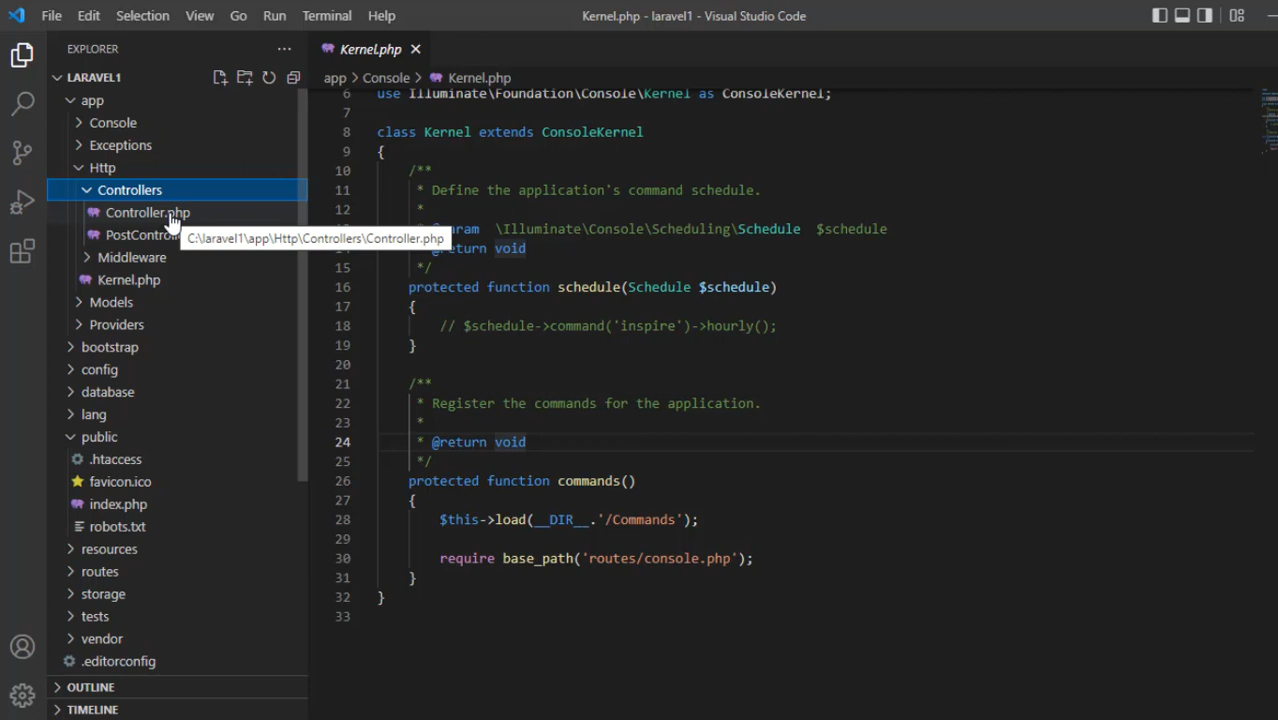 File Edit Selection View Go Run Terminal Help
Kernel.php - laravel1 - Visual Studio Code
EXPLORER
LARAVEL1
app
Console
Exceptions
Http
Controllers
Controller.php
PostControll
C:\laravel1\app\Http\Controllers\Controller.php
Middleware
Kernel.php
Models
Providers
bootstrap
config
database
lang
public
.htaccess
favicon.ico
index.php
robots.txt
resources
routes
storage
tests
vendor
.editorconfig
OUTLINE
TIMELINE
Kernel.php
app > Console > Kernel.php
6 use Illuminate\Foundation\Console\Kernel as ConsoleKernel;
7
8 class Kernel extends ConsoleKernel
9 {
10 /**
11 * Define the application's command schedule.
12 *
\Illuminate\Console\Scheduling\Schedule $schedule
@return void
15 */
16 protected function schedule(Schedule $schedule)
17 {
18 // $schedule->command('inspire')->hourly();
19 }
20
21 /**
22 * Register the commands for the application.
23 *
24 * @return void
25 */
26 protected function commands()
27 {
28 $this->load(__DIR__.'/Commands');
29
30 require base_path('routes/console.php');
31 }
32 }
33